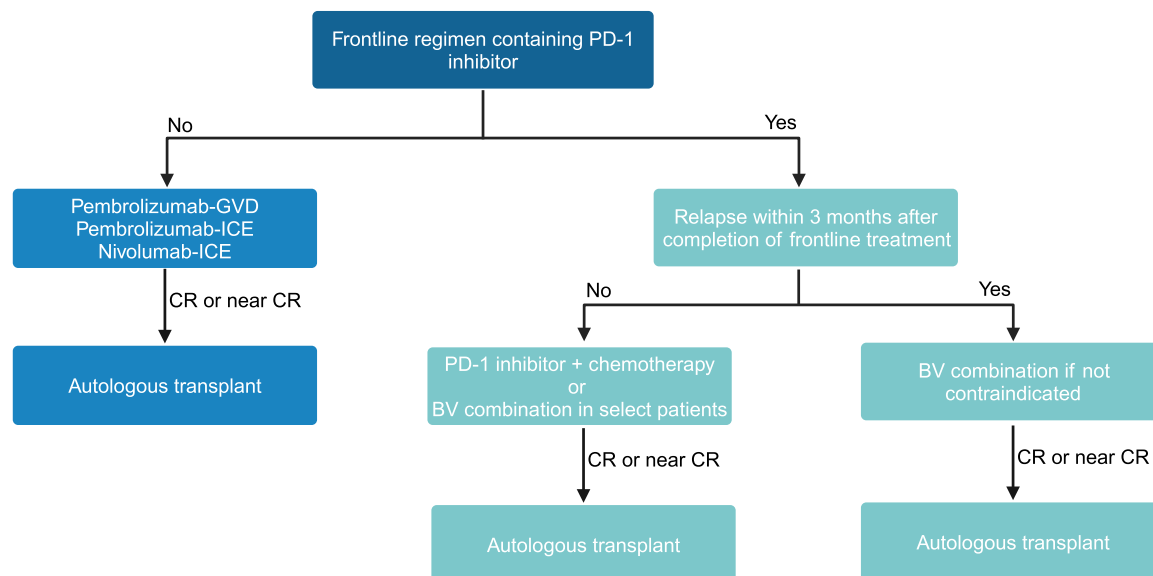 Frontline regimen containing PD-1
inhibitor
No
Yes
Pembrolizumab-GVD
Pembrolizumab-ICE
Nivolumab-ICE
Relapse within 3 months after
completion of frontline treatment
CR or near CR
No
Yes
Autologous transplant
PD-1 inhibitor + chemotherapy
or
BV combination in select patients
BV combination if not
contraindicated
CR or near CR
CR or near CR
Autologous transplant
Autologous transplant